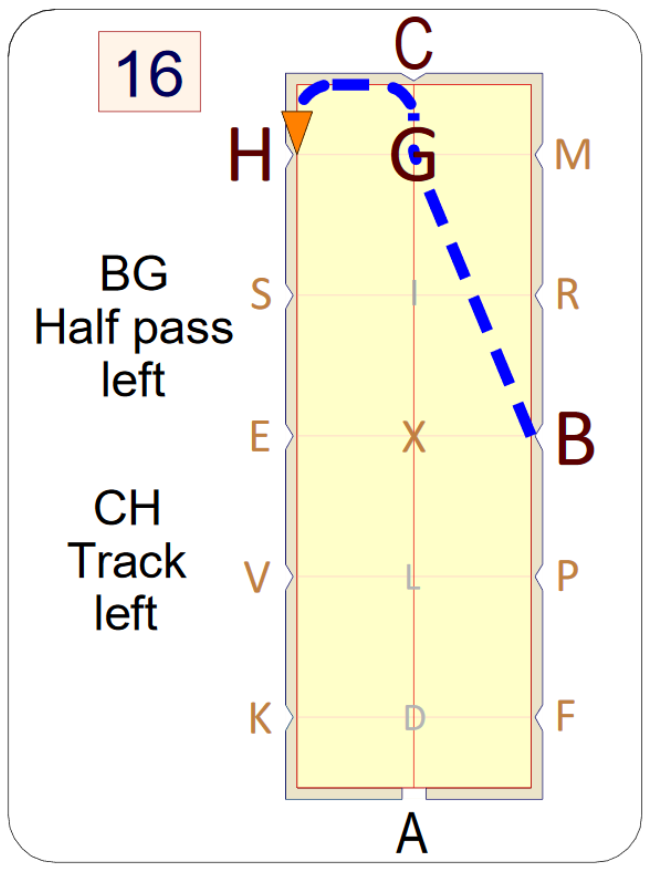 16
C
H G M
BG
Half pass
left
S I R
E X B
CH
Track
left
V L P
K D F
A